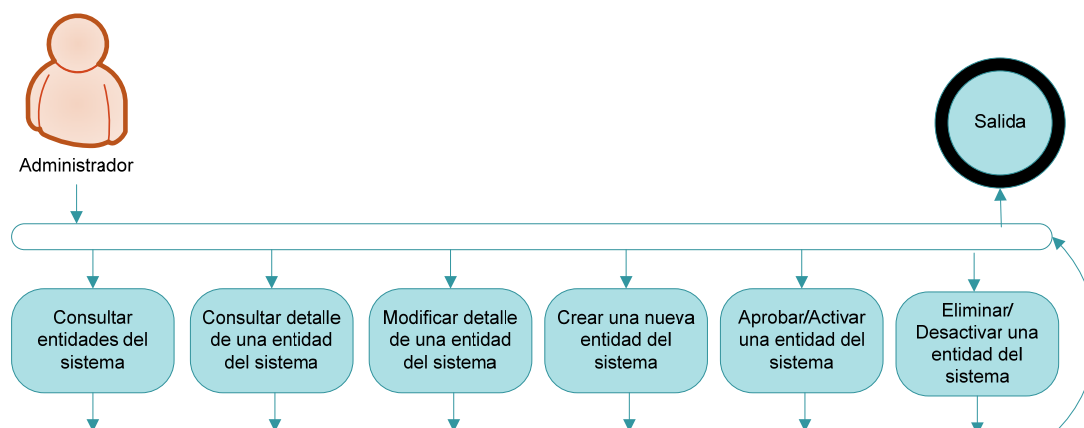 Administrador
Salida
Consultar
entidades del
sistema
Consultar detalle
de una entidad
del sistema
Modificar detalle
de una entidad
del sistema
Crear una nueva
entidad del
sistema
Aprobar/Activar
una entidad del
sistema
Eliminar/
Desactivar una
entidad del
sistema